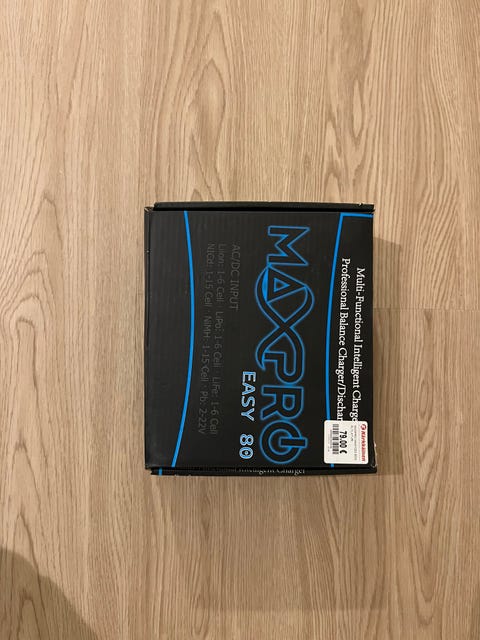 Multi-Functional Intelligent Charge
Professional Balance Charger/Dischar
MAXPRO
EASY 80
AC/DC INPUT
LiIon: 1-6 Cell · LiPo: 1-6 Cell · LiFe: 1-6 Cell
NiCd: 1-15 Cell · NiMH: 1-15 Cell · Pb: 2-22V
Kärkkäinen
79,00 €
Intelligent Charger